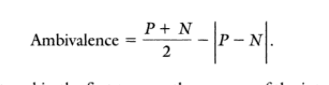 Ambivalence = P + N / 2 − |P − N|.